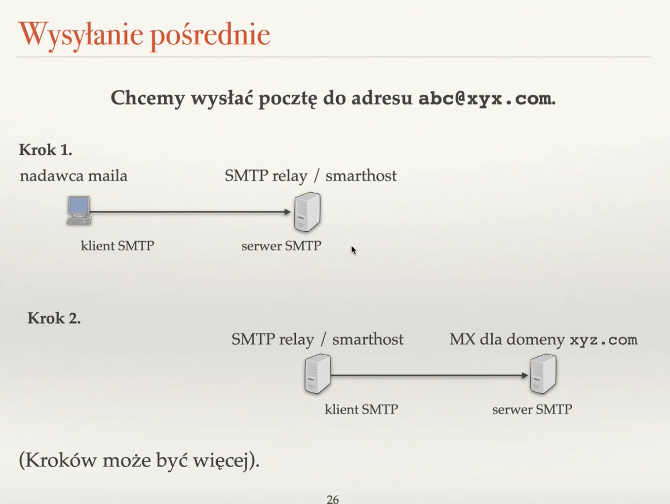 Wysyłanie pośrednie
Chcemy wysłać pocztę do adresu abc@xyx.com.
Krok 1.
nadawca maila SMTP relay / smarthost
klient SMTP serwer SMTP
Krok 2.
SMTP relay / smarthost MX dla domeny xyz.com
klient SMTP serwer SMTP
(Kroków może być więcej).
26